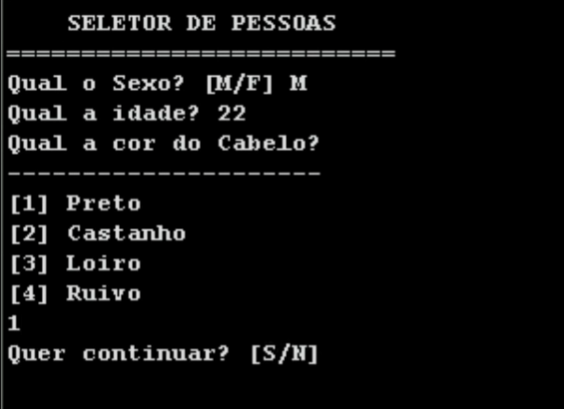 SELETOR DE PESSOAS
===========================
Qual o Sexo? [M/F] M
Qual a idade? 22
Qual a cor do Cabelo?
---------------------
[1] Preto
[2] Castanho
[3] Loiro
[4] Ruivo
1
Quer continuar? [S/N]